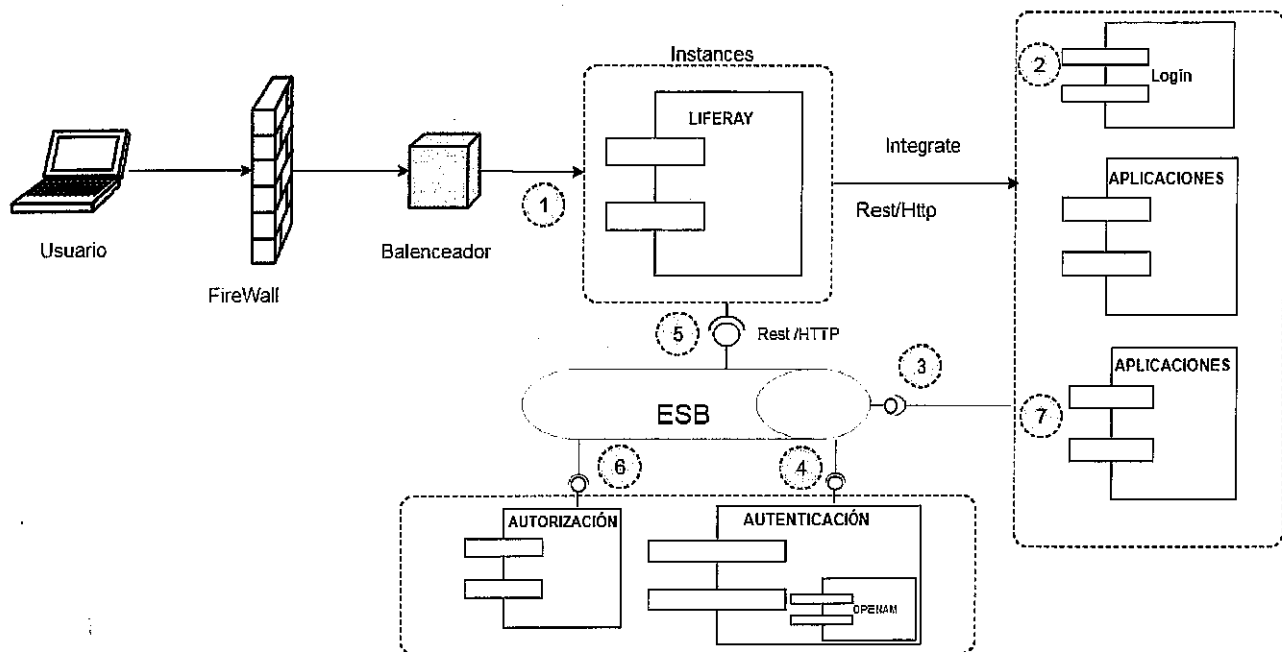 Instances
2
Login
LIFERAY
Integrate
APLICACIONES
1
Rest/Http
Usuario
Balenceador
FireWall
5
Rest /HTTP
3
APLICACIONES
ESB
7
6
4
AUTORIZACIÓN
AUTENTICACIÓN
OPENAM